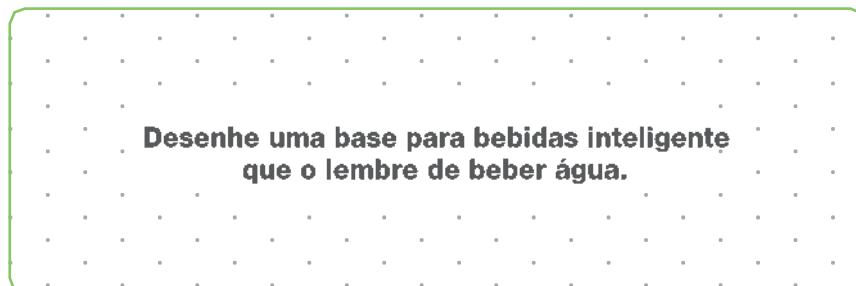 Desenhe uma base para bebidas inteligente
que o lembre de beber água.